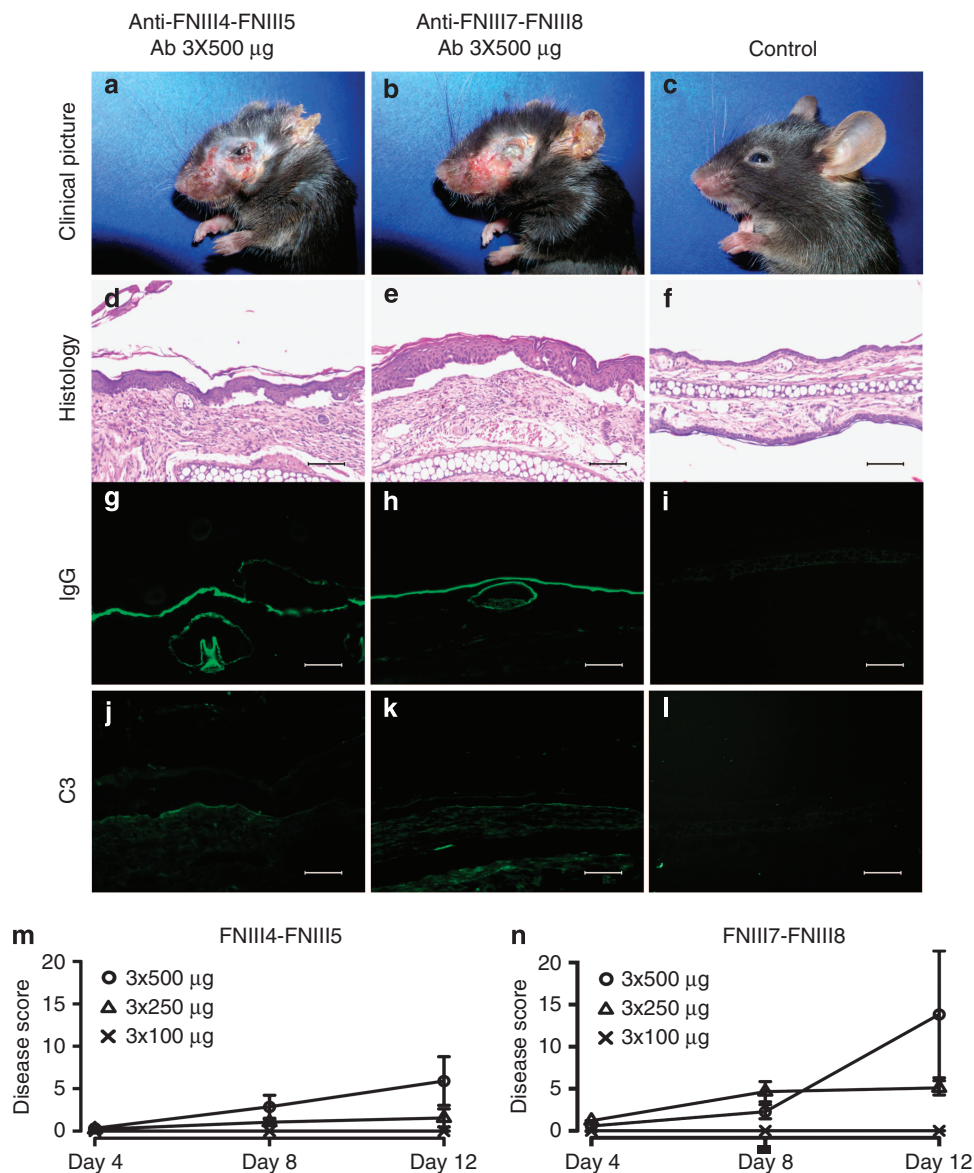 Anti-FNIII4-FNIII5
Ab 3X500 μg
Anti-FNIII7-FNIII8
Ab 3X500 μg
Control
Clinical picture
a
b
c
Histology
d
e
f
IgG
g
h
i
C3
j
k
l
m
FNIII4-FNIII5
Disease score
20
15
10
5
0
3x500 μg
3x250 μg
3x100 μg
Day 4
Day 8
Day 12
n
FNIII7-FNIII8
Disease score
20
15
10
5
0
3x500 μg
3x250 μg
3x100 μg
Day 4
Day 8
Day 12